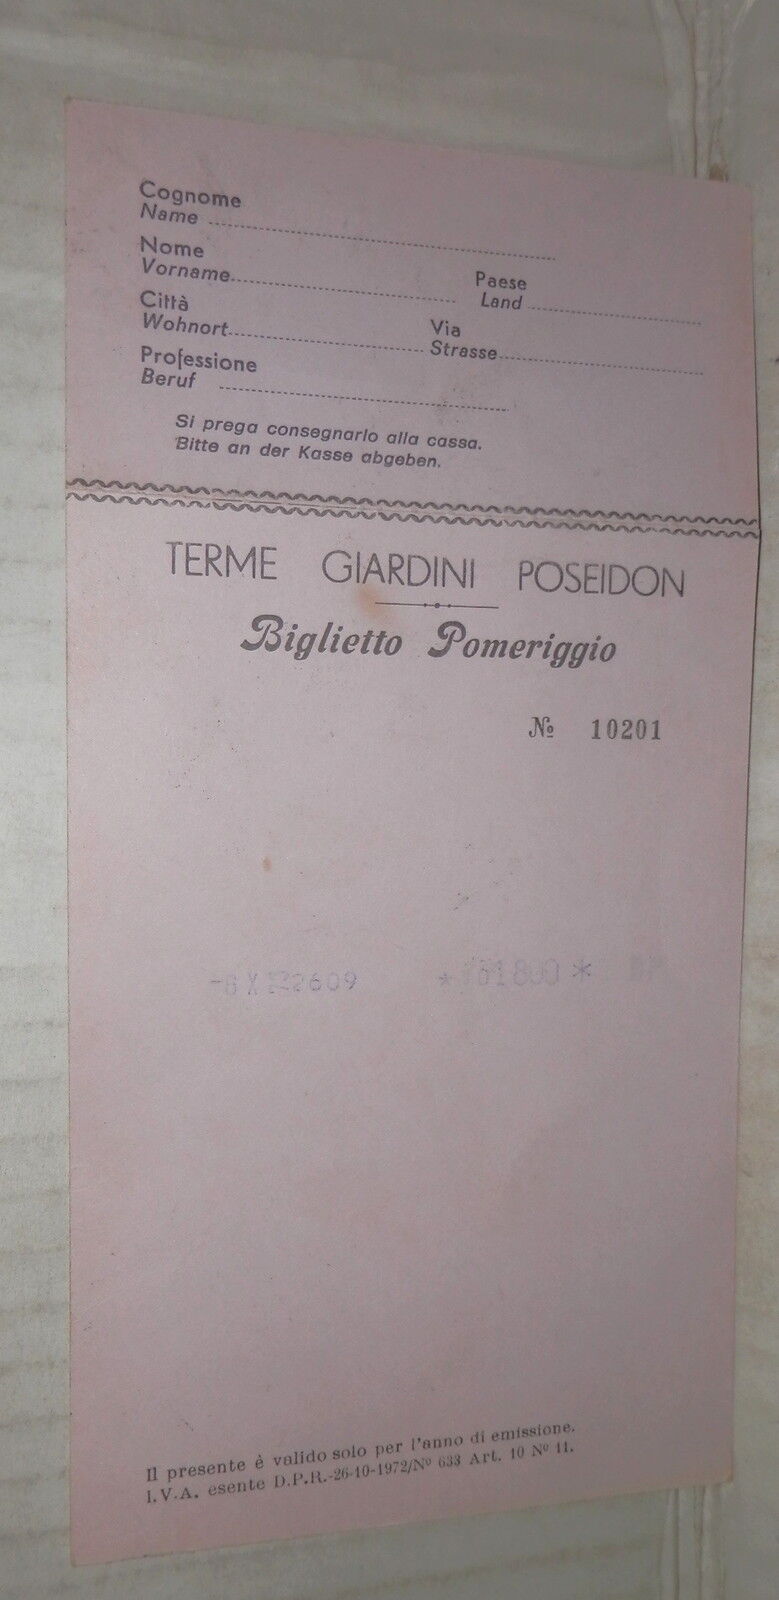 Cognome
Name
Nome
Vorname
Paese
Land
Città
Wohnort
Via
Strasse
Professione
Beruf
Si prega consegnarlo alla cassa.
Bitte an der Kasse abgeben.
TERME GIARDINI POSEIDON
Biglietto Pomeriggio
№ 10201
Il presente è valido solo per l'anno di emissione.
I.V.A. esente D.P.R.-26-10-1972/N° 633 Art. 10 N° 11.